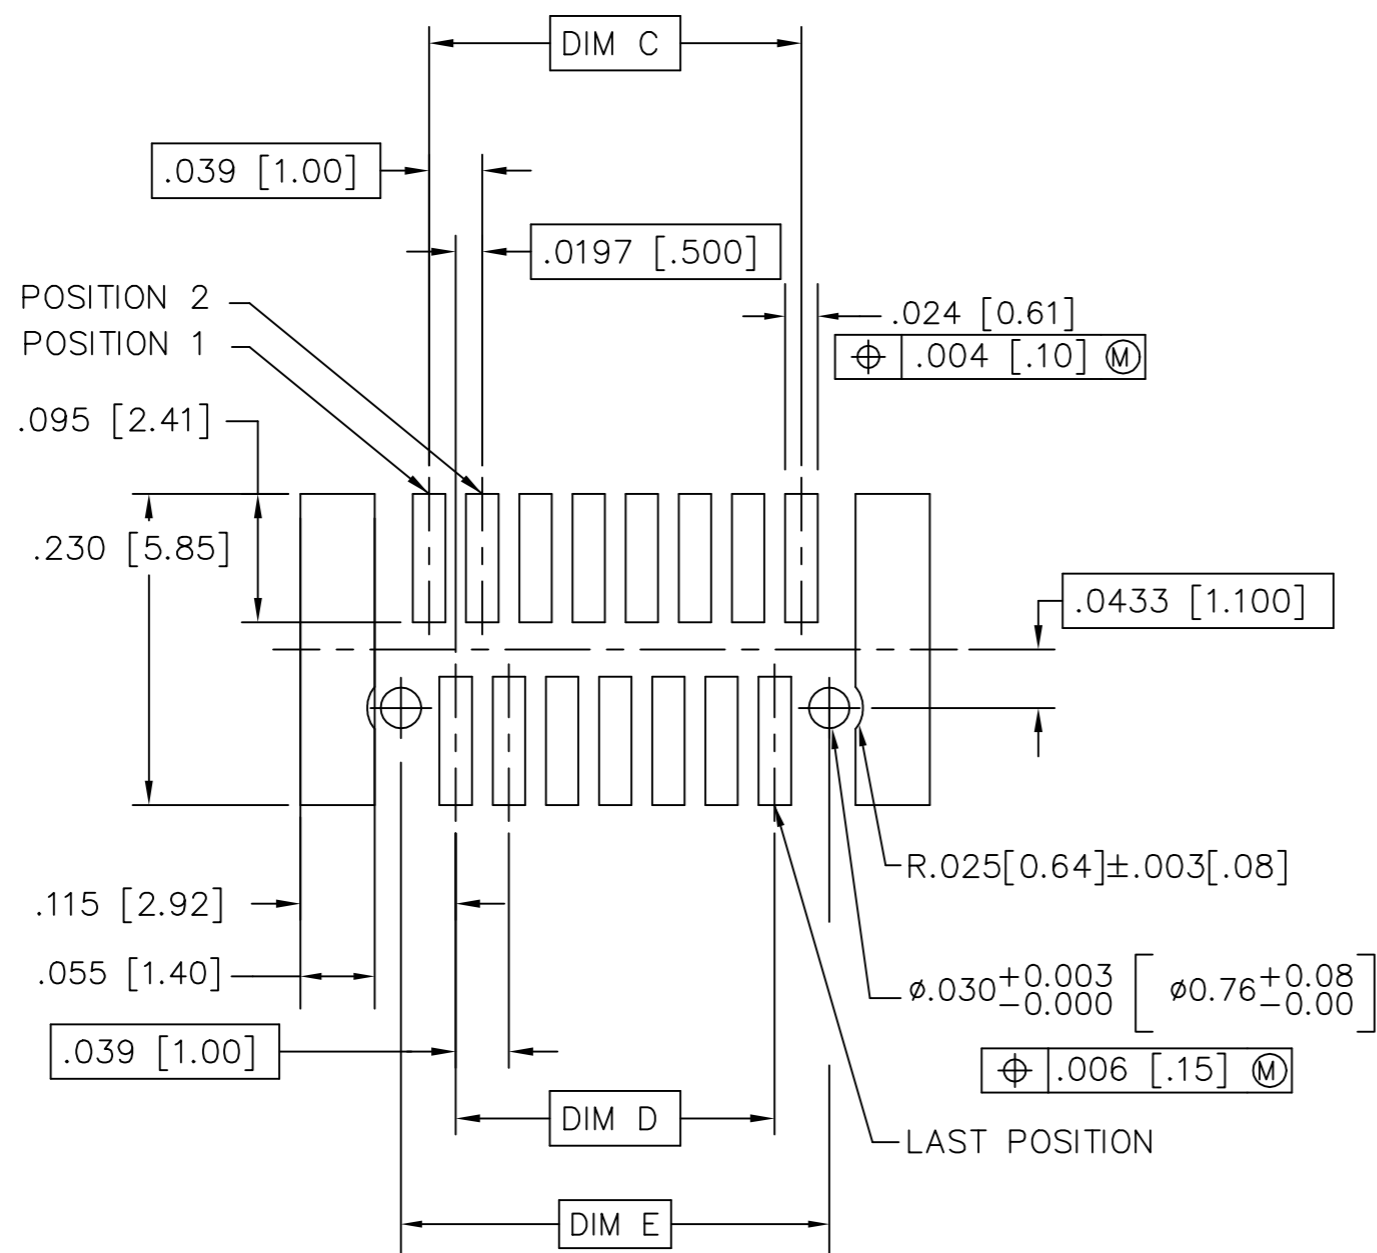 DIM C
.039 [1.00]
.0197 [.500]
POSITION 2
.024 [0.61]
POSITION 1
⌖ .004 [.10] Ⓜ
.095 [2.41]
.230 [5.85]
.0433 [1.100]
R.025[0.64]±.003[.08]
.115 [2.92]
.055 [1.40]
ø.030 +0.003 -0.000 [ø0.76 +0.08 -0.00]
.039 [1.00]
⌖ .006 [.15] Ⓜ
DIM D
LAST POSITION
DIM E